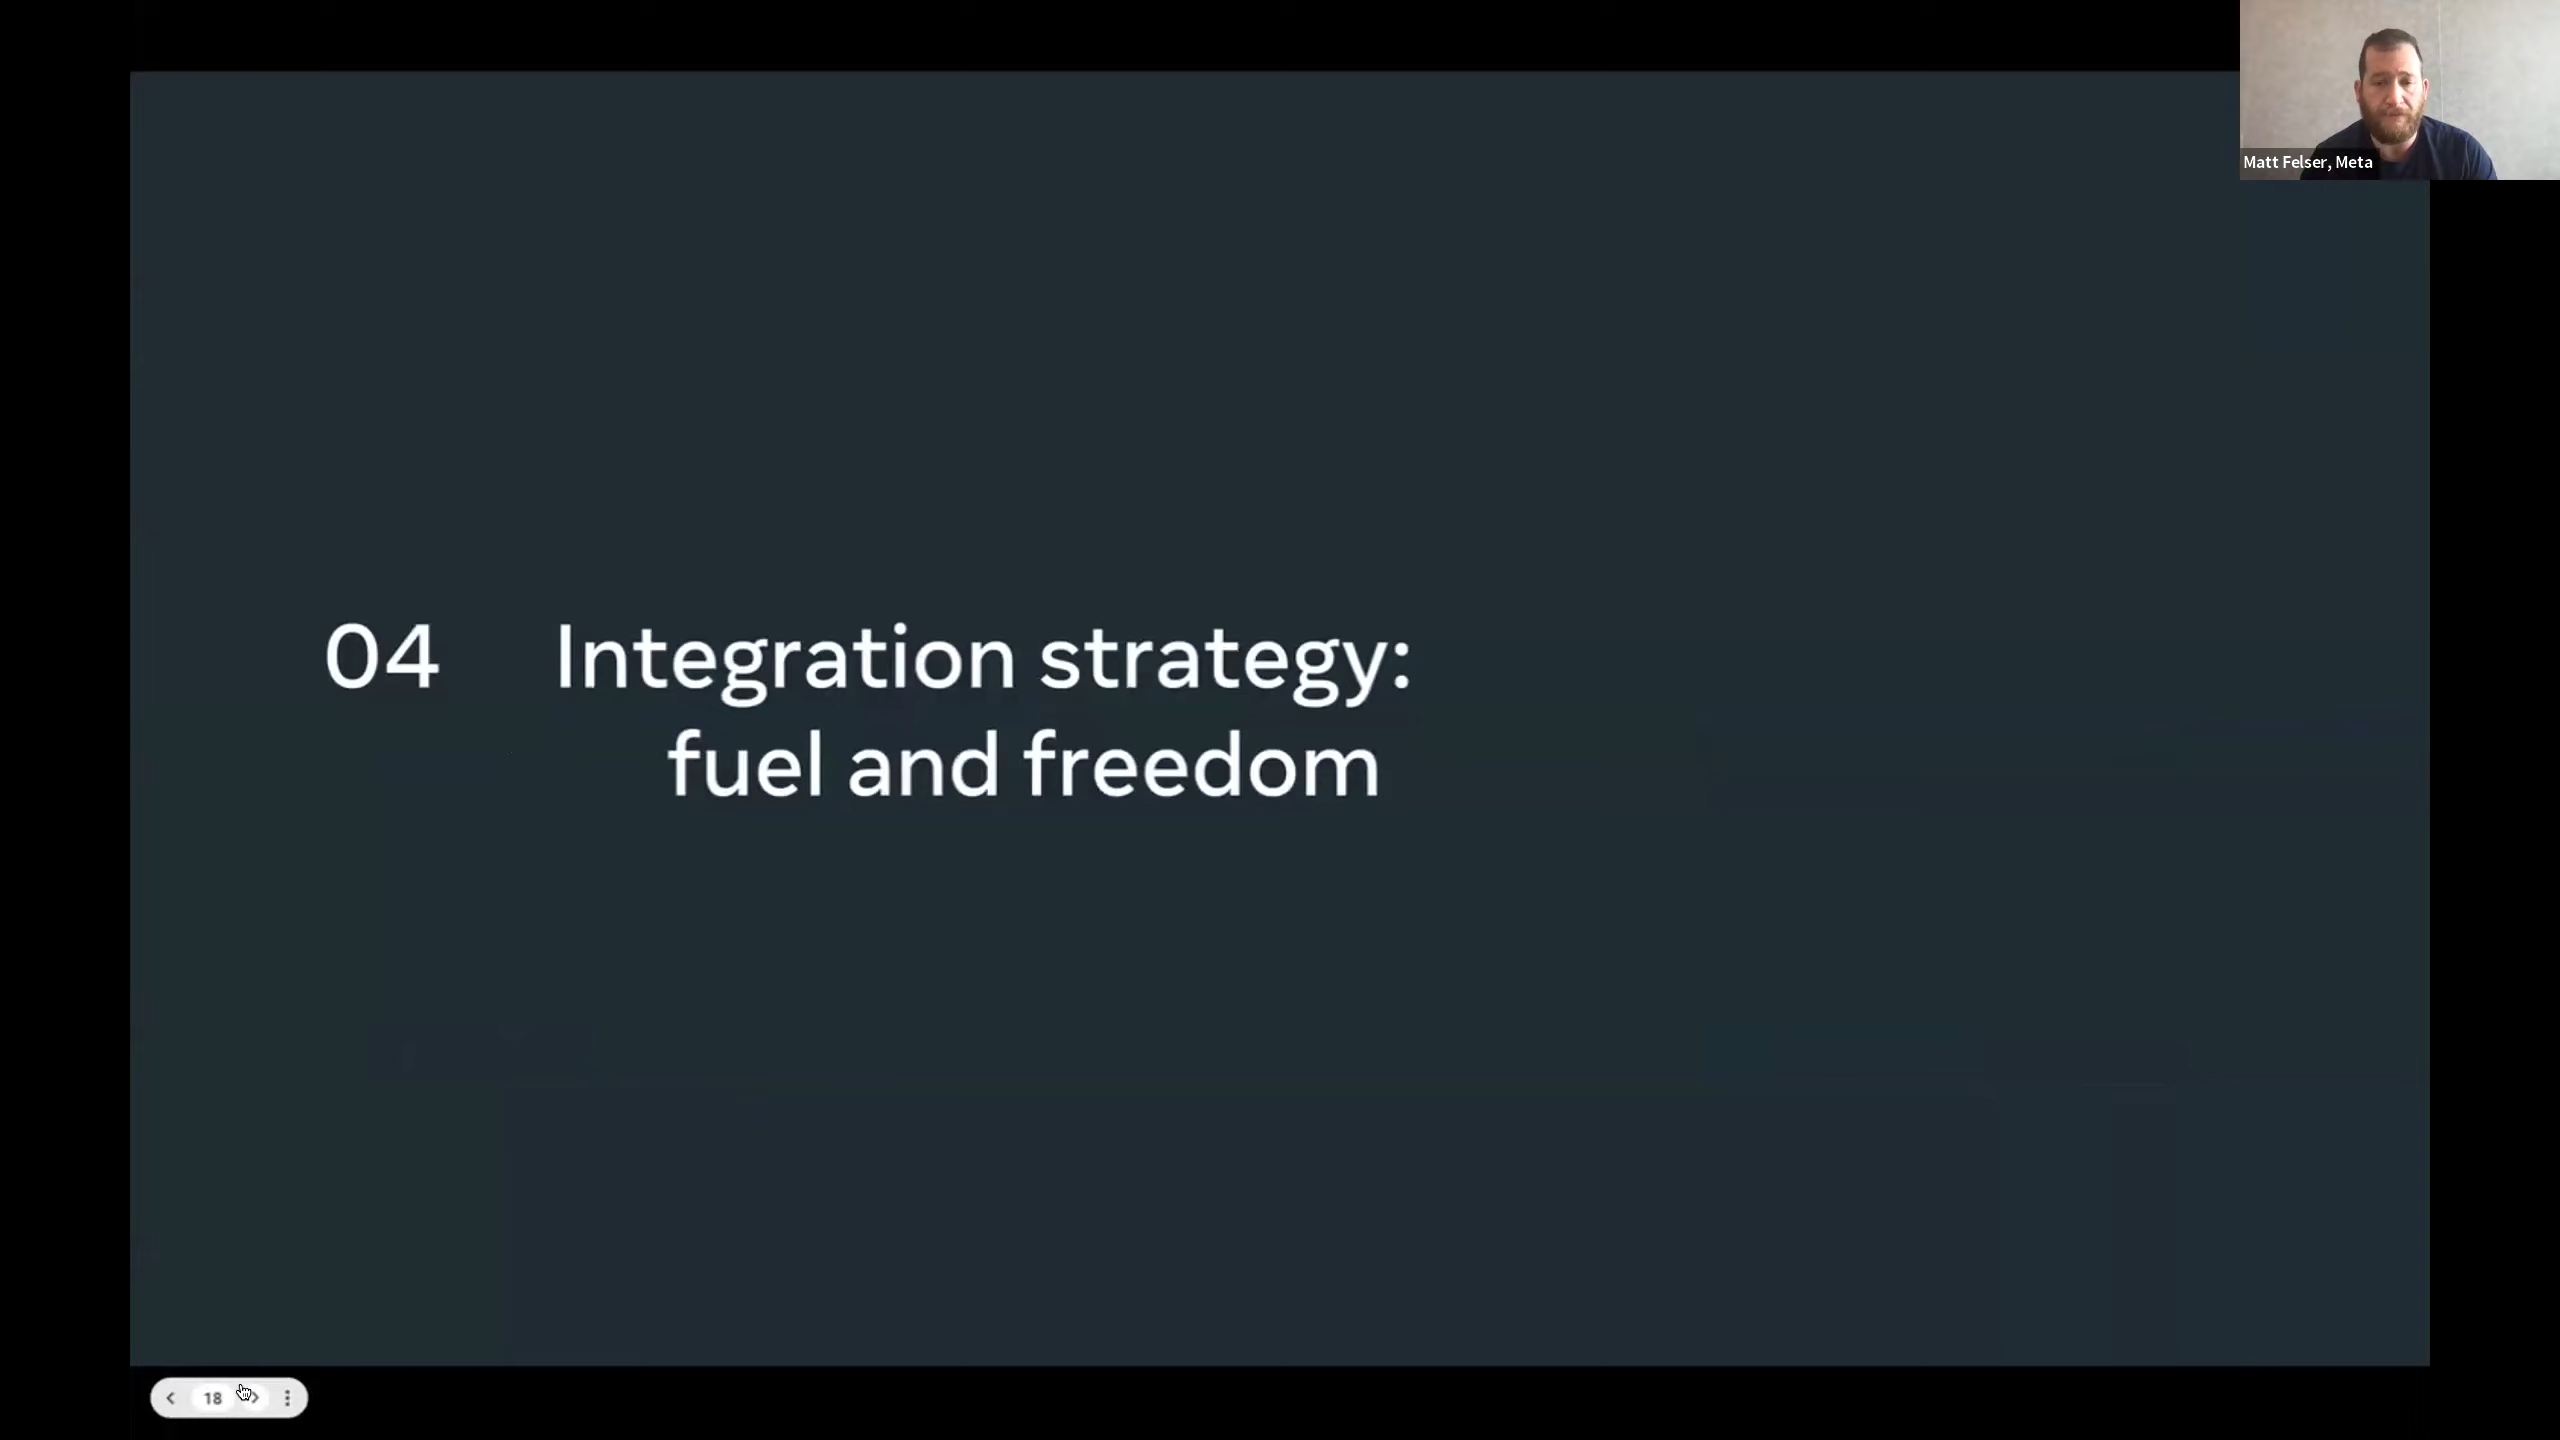 Matt Felser, Meta
04 Integration strategy:
fuel and freedom
18